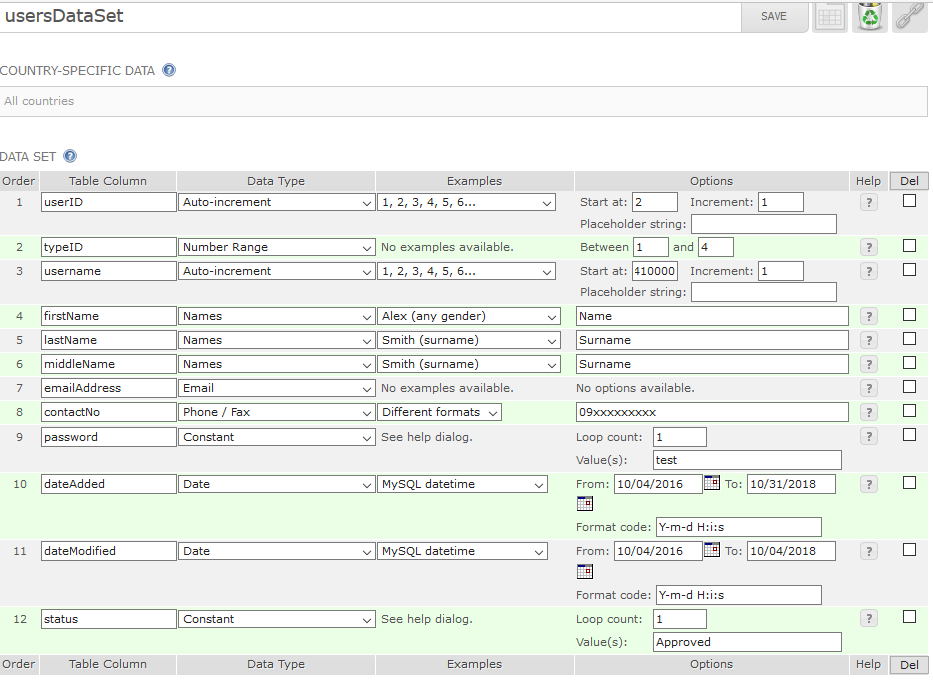 usersDataSet SAVE
COUNTRY-SPECIFIC DATA ?
All countries
DATA SET ?
Order Table Column Data Type Examples Options Help Del
1 userID Auto-increment 1, 2, 3, 4, 5, 6... Start at: 2 Increment: 1 ?
Placeholder string:
2 typeID Number Range No examples available. Between 1 and 4 ?
3 username Auto-increment 1, 2, 3, 4, 5, 6... Start at: 410000 Increment: 1 ?
Placeholder string:
4 firstName Names Alex (any gender) Name ?
5 lastName Names Smith (surname) Surname ?
6 middleName Names Smith (surname) Surname ?
7 emailAddress Email No examples available. No options available. ?
8 contactNo Phone / Fax Different formats 09xxxxxxxxx ?
9 password Constant See help dialog. Loop count: 1 ?
Value(s): test
10 dateAdded Date MySQL datetime From: 10/04/2016 To: 10/31/2018 ?
Format code: Y-m-d H:i:s
11 dateModified Date MySQL datetime From: 10/04/2016 To: 10/04/2018 ?
Format code: Y-m-d H:i:s
12 status Constant See help dialog. Loop count: 1 ?
Value(s): Approved
Order Table Column Data Type Examples Options Help Del